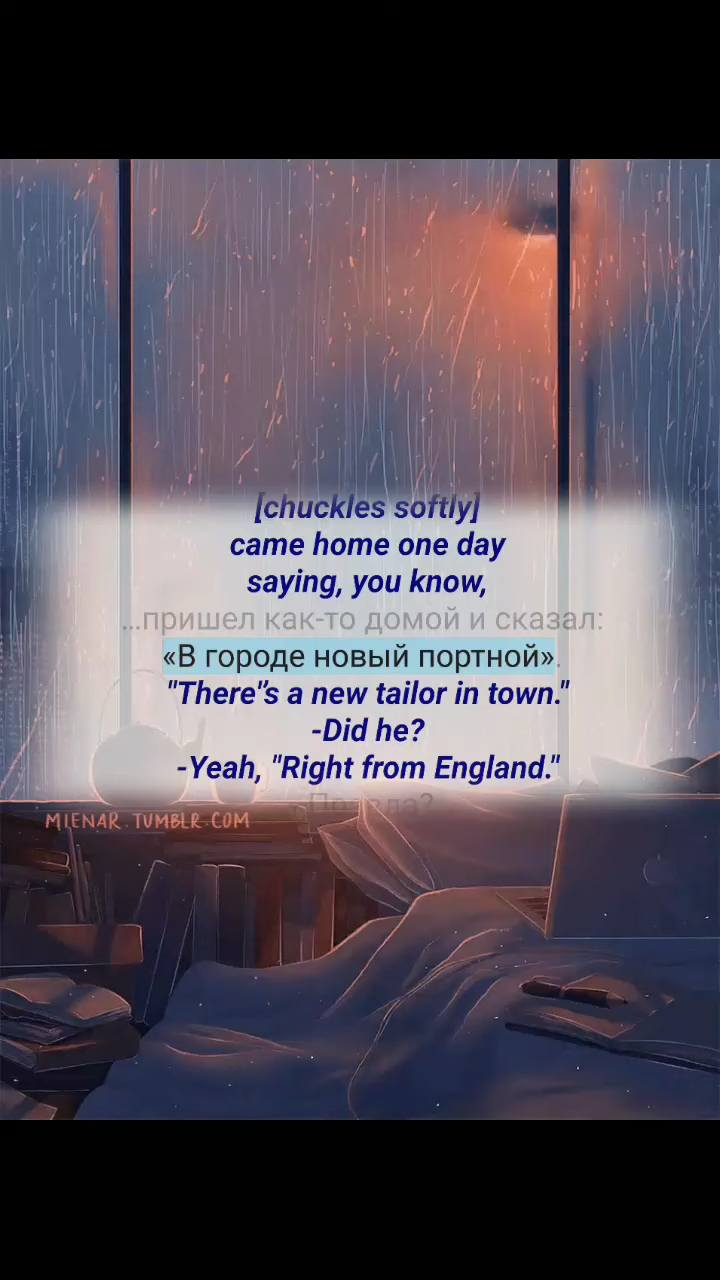 [chuckles softly]
came home one day
saying, you know,
...пришел как-то домой и сказал:
«В городе новый портной».
"There"s a new tailor in town."
-Did he?
-Yeah, "Right from England."
- Правда?
MIENAR.TUMBLR.COM